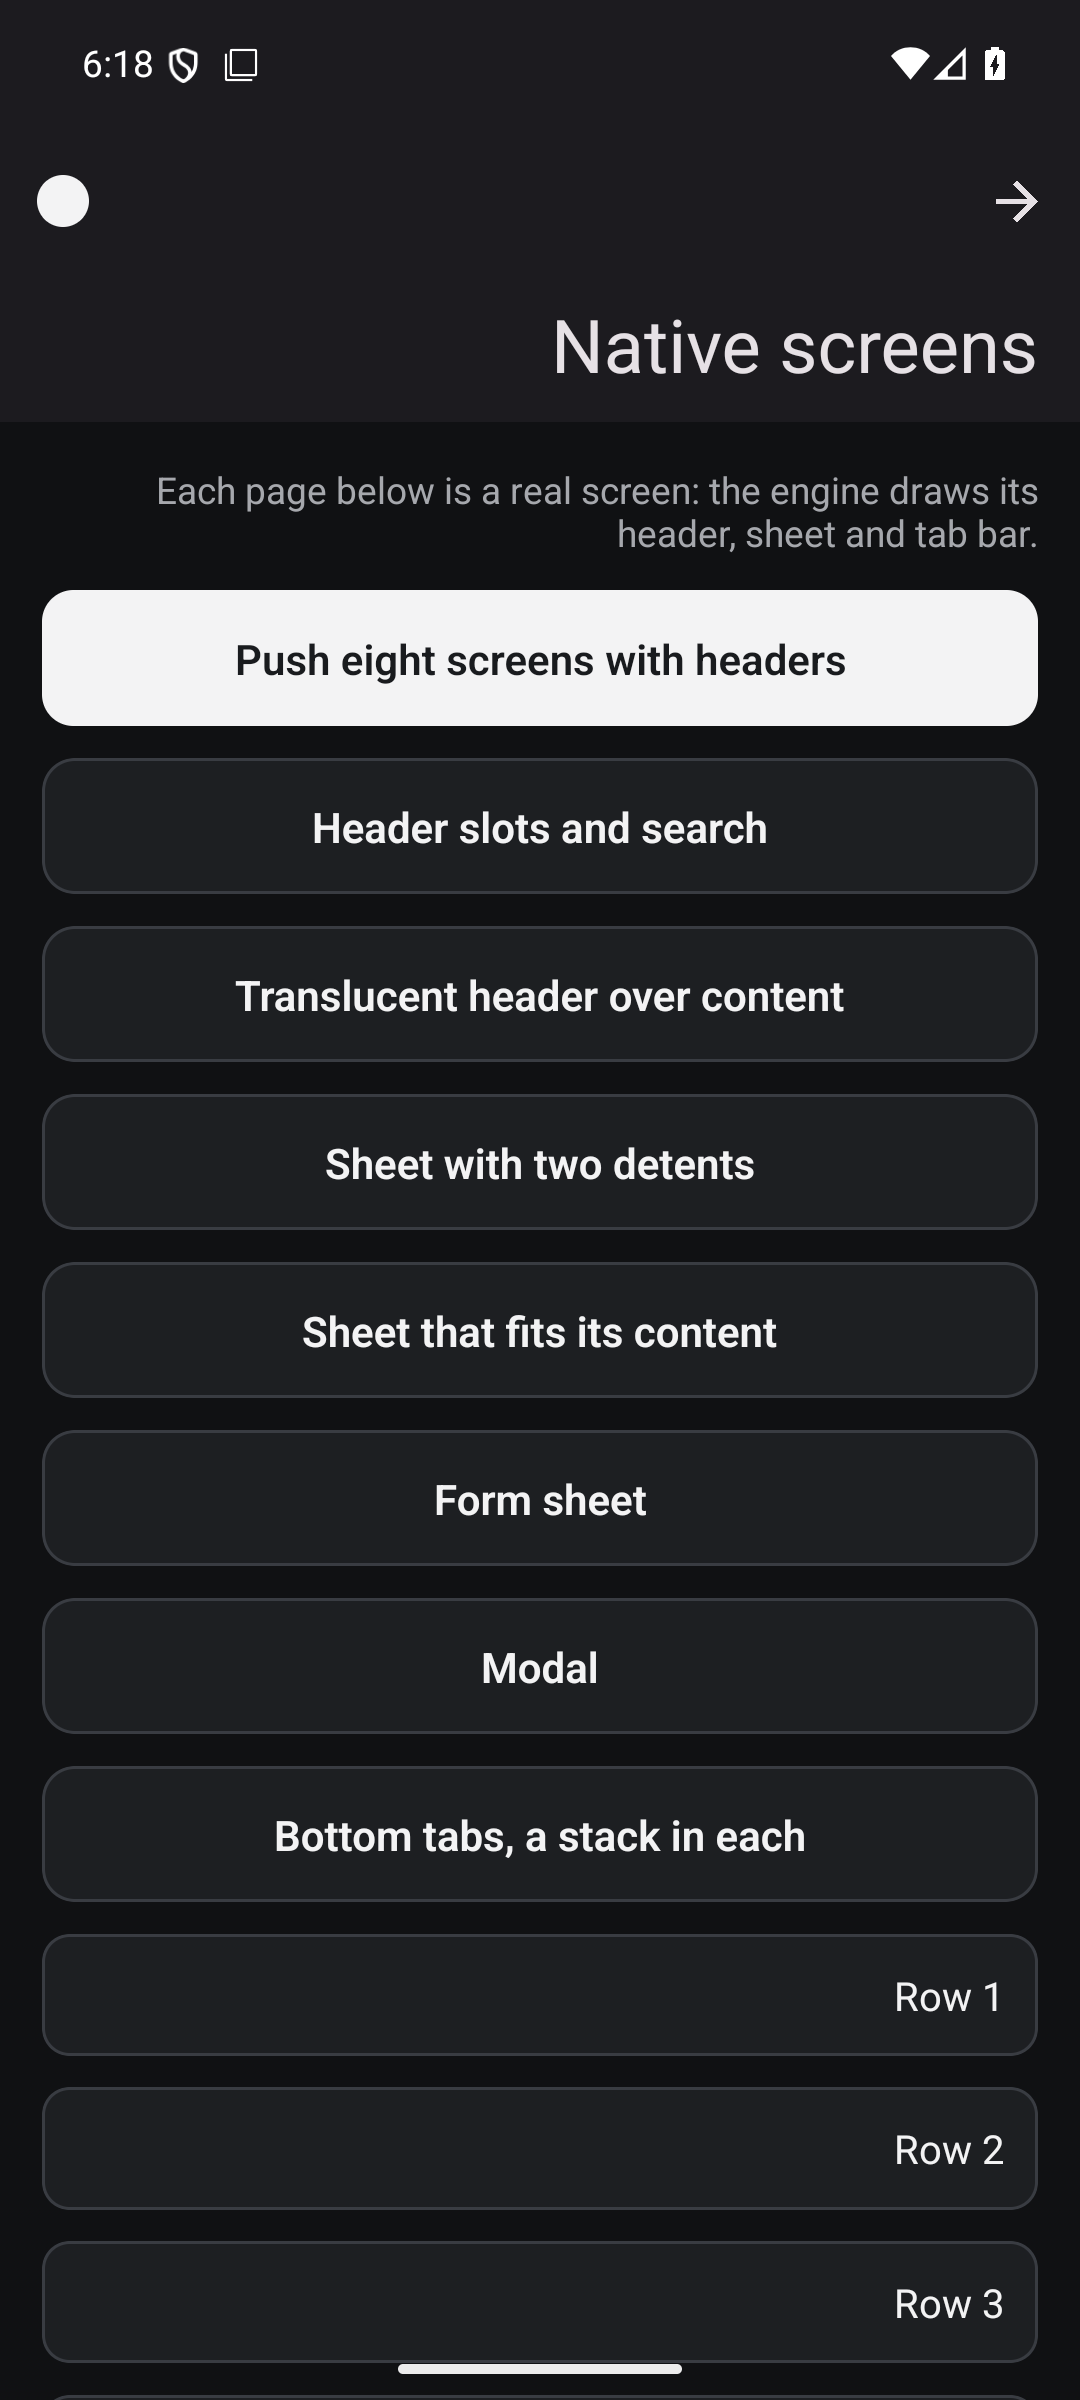 6:18
Native screens
Each page below is a real screen: the engine draws its
header, sheet and tab bar.
Push eight screens with headers
Header slots and search
Translucent header over content
Sheet with two detents
Sheet that fits its content
Form sheet
Modal
Bottom tabs, a stack in each
Row 1
Row 2
Row 3